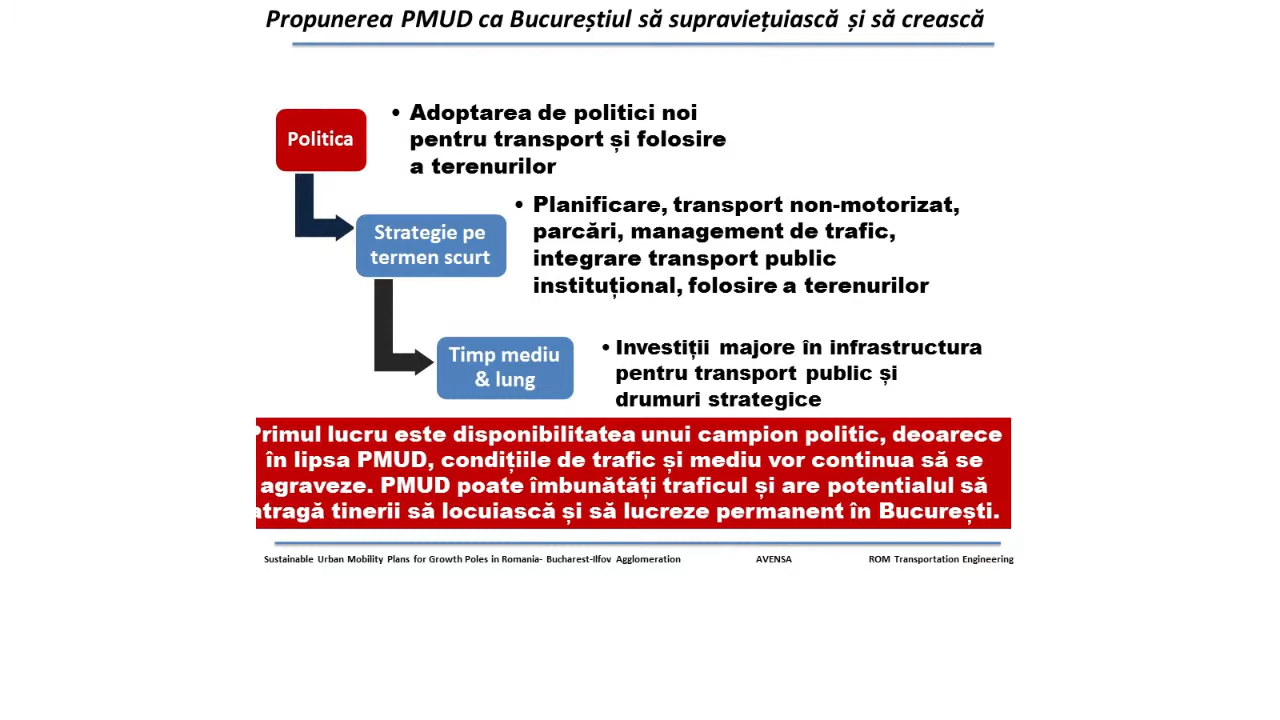 Propunerea PMUD ca Bucureștiul să supraviețuiască și să crească
Politica
• Adoptarea de politici noi
pentru transport și folosire
a terenurilor
Strategie pe
termen scurt
• Planificare, transport non-motorizat,
parcări, management de trafic,
integrare transport public
instituțional, folosire a terenurilor
Timp mediu
& lung
• Investiții majore în infrastructura
pentru transport public și
drumuri strategice
Primul lucru este disponibilitatea unui campion politic, deoarece
în lipsa PMUD, condițiile de trafic și mediu vor continua să se
agraveze. PMUD poate îmbunătăți traficul și are potentialul să
atragă tinerii să locuiască și să lucreze permanent în București.
Sustainable Urban Mobility Plans for Growth Poles in Romania- Bucharest-Ilfov Agglomeration AVENSA ROM Transportation Engineering